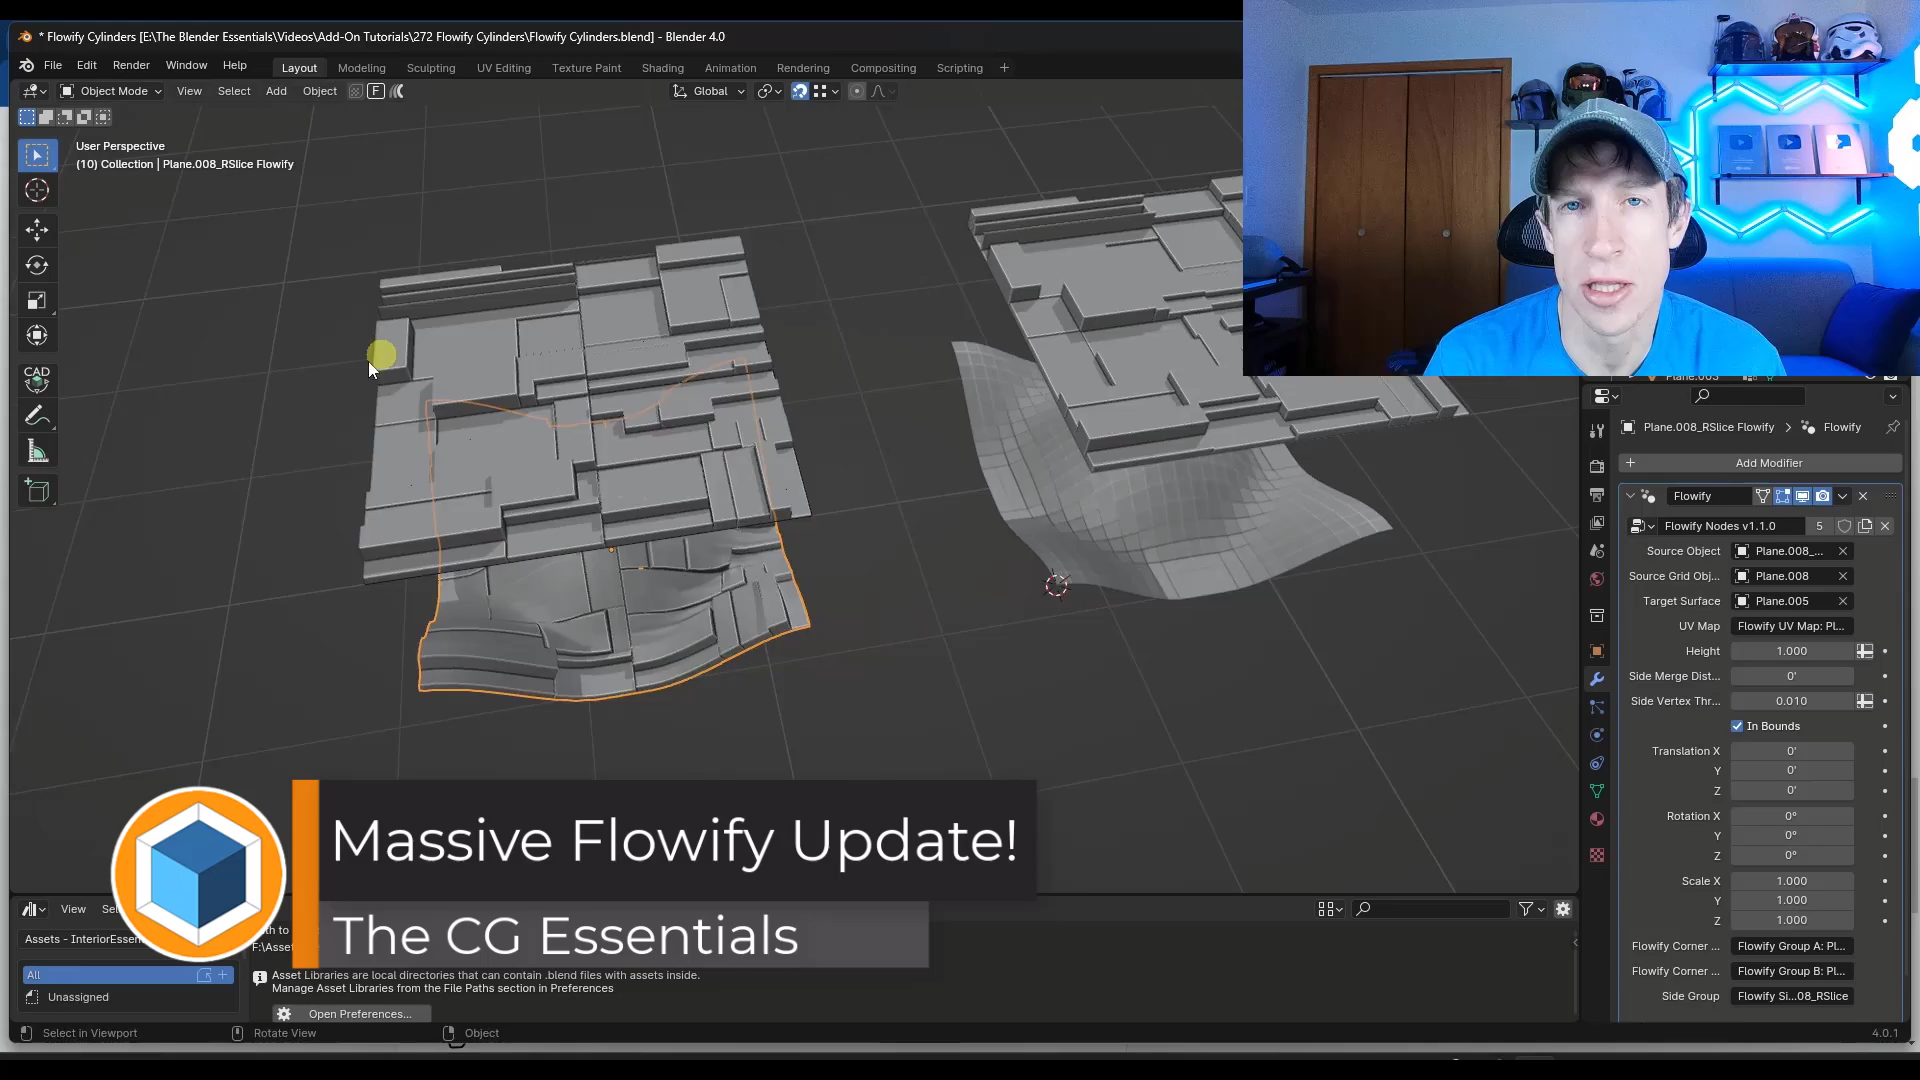 * Flowify Cylinders [E:\The Blender Essentials\Videos\Add-On Tutorials\272 Flowify Cylinders\Flowify Cylinders.blend] - Blender 4.0
File Edit Render Window Help
Layout Modeling Sculpting UV Editing Texture Paint Shading Animation Rendering Compositing Scripting +
Object Mode View Select Add Object F Global
User Perspective
(10) Collection | Plane.008_RSlice Flowify
CAD
Plane.008_RSlice Flowify > Flowify
+ Add Modifier
Flowify
Flowify Nodes v1.1.0 5
Source Object Plane.008_...
Source Grid Obj... Plane.008
Target Surface Plane.005
UV Map Flowify UV Map: Pl...
Height 1.000
Side Merge Dist... 0'
Side Vertex Thr... 0.010
In Bounds
Translation X 0'
Y 0'
Z 0'
Rotation X 0°
Y 0°
Z 0°
Scale X 1.000
Y 1.000
Z 1.000
Flowify Corner ... Flowify Group A: Pl...
Flowify Corner ... Flowify Group B: Pl...
Side Group Flowify Si...08_RSlice
Massive Flowify Update!
The CG Essentials
View
Assets - InteriorEssen
F:\Asset
All
Unassigned
Asset Libraries are local directories that can contain .blend files with assets inside.
Manage Asset Libraries from the File Paths section in Preferences
Open Preferences...
Select in Viewport Rotate View Object 4.0.1